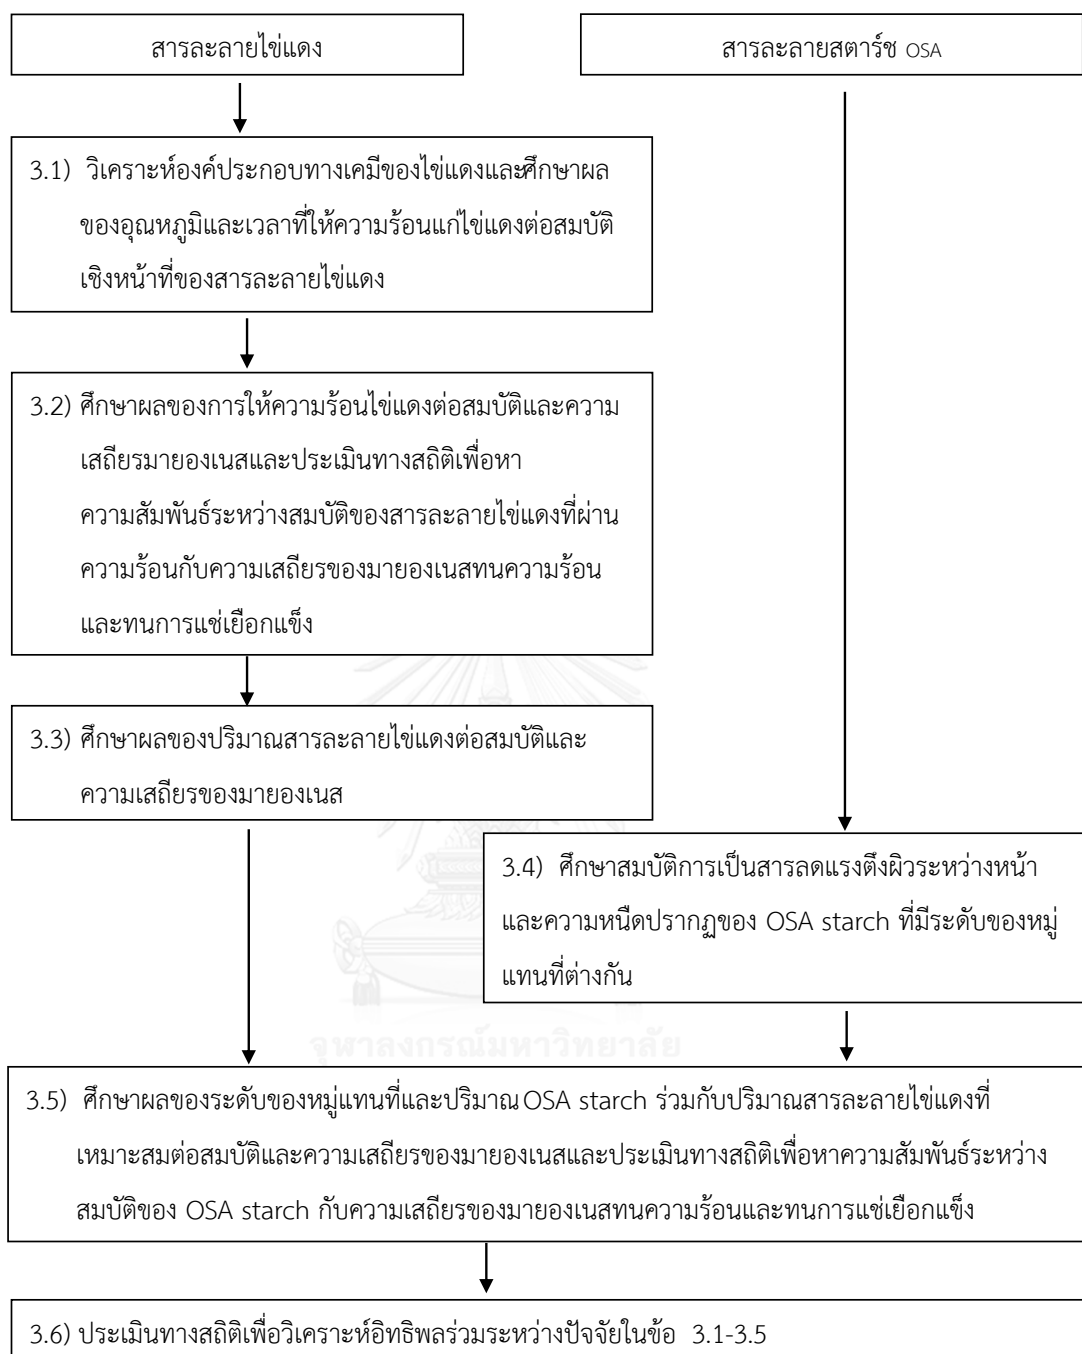 สารละลายไข่แดง
สารละลายสตาร์ช OSA
3.1) วิเคราะห์องค์ประกอบทางเคมีของไข่แดงและศึกษาผล
ของอุณหภูมิและเวลาที่ให้ความร้อนแก่ไข่แดงต่อสมบัติ
เชิงหน้าที่ของสารละลายไข่แดง
3.2) ศึกษาผลของการให้ความร้อนไข่แดงต่อสมบัติและความ
เสถียรมายองเนสและประเมินทางสถิติเพื่อหา
ความสัมพันธ์ระหว่างสมบัติของสารละลายไข่แดงที่ผ่าน
ความร้อนกับความเสถียรของมายองเนสทนความร้อน
และทนการแช่เยือกแข็ง
3.3) ศึกษาผลของปริมาณสารละลายไข่แดงต่อสมบัติและ
ความเสถียรของมายองเนส
3.4) ศึกษาสมบัติการเป็นสารลดแรงตึงผิวระหว่างหน้า
และความหนืดปรากฏของ OSA starch ที่มีระดับของหมู่
แทนที่ต่างกัน
จุฬาลงกรณ์มหาวิทยาลัย
3.5) ศึกษาผลของระดับของหมู่แทนที่และปริมาณ OSA starch ร่วมกับปริมาณสารละลายไข่แดงที่
เหมาะสมต่อสมบัติและความเสถียรของมายองเนสและประเมินทางสถิติเพื่อหาความสัมพันธ์ระหว่าง
สมบัติของ OSA starch กับความเสถียรของมายองเนสทนความร้อนและทนการแช่เยือกแข็ง
3.6) ประเมินทางสถิติเพื่อวิเคราะห์อิทธิพลร่วมระหว่างปัจจัยในข้อ 3.1-3.5